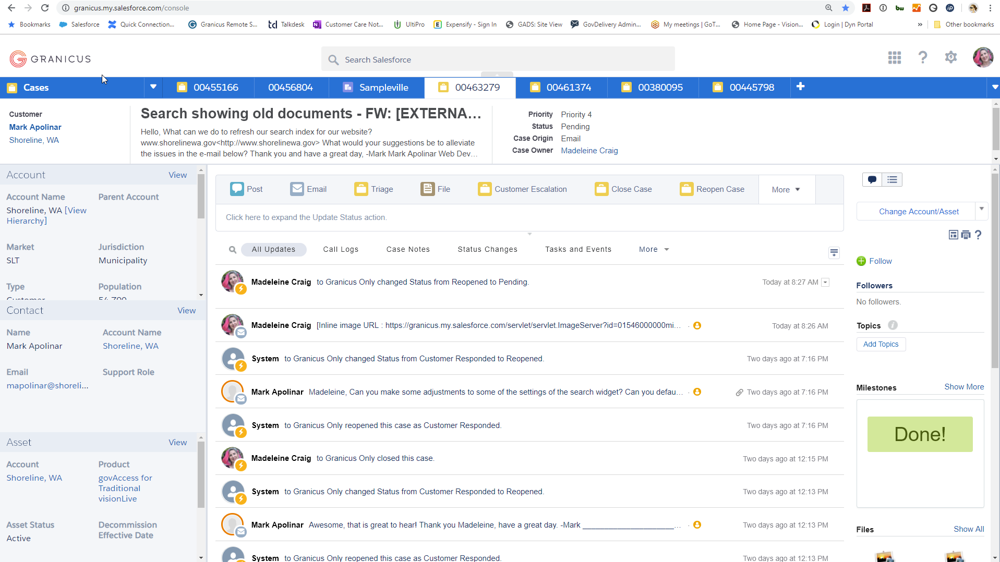 granicus.my.salesforce.com/console
Bookmarks Salesforce Quick Connection... Granicus Remote S... Talkdesk Customer Care Not... UltiPro Expensify - Sign In GADS: Site View GovDelivery Admin... My meetings | GoT... Home Page - Vision... Login | Dyn Portal » Other bookmarks
GRANICUS
Search Salesforce
Cases 00455166 00456804 Sampleville 00463279 00461374 00380095 00445798
Customer
Mark Apolinar
Shoreline, WA
Search showing old documents - FW: [EXTERNA...
Hello, What can we do to refresh our search index for our website?
www.shorelinewa.gov<http://www.shorelinewa.gov> What would your suggestions be to alleviate
the issues in the e-mail below? Thank you and have a great day, -Mark Mark Apolinar Web Dev...
Priority Priority 4
Status Pending
Case Origin Email
Case Owner Madeleine Craig
Account View
Account Name Parent Account
Shoreline, WA [View
Hierarchy]
Market Jurisdiction
SLT Municipality
Type Population
Customer 54,790
Contact View
Name Account Name
Mark Apolinar Shoreline, WA
Email Support Role
mapolinar@shoreli...
Asset View
Account Product
Shoreline, WA govAccess for
Traditional
visionLive
Asset Status Decommission
Effective Date
Active
Post Email Triage File Customer Escalation Close Case Reopen Case More
Click here to expand the Update Status action.
All Updates Call Logs Case Notes Status Changes Tasks and Events More
Madeleine Craig to Granicus Only changed Status from Reopened to Pending. Today at 8:27 AM
Madeleine Craig [Inline image URL : https://granicus.my.salesforce.com/servlet/servlet.ImageServer?id=01546000000mi... Today at 8:26 AM
System to Granicus Only changed Status from Customer Responded to Reopened. Two days ago at 7:16 PM
Mark Apolinar Madeleine, Can you make some adjustments to some of the settings of the search widget? Can you defau... Two days ago at 7:16 PM
System to Granicus Only reopened this case as Customer Responded. Two days ago at 7:16 PM
Madeleine Craig to Granicus Only closed this case. Two days ago at 12:15 PM
System to Granicus Only changed Status from Customer Responded to Reopened. Two days ago at 12:13 PM
Mark Apolinar Awesome, that is great to hear! Thank you Madeleine, have a great day. -Mark ______________________... Two days ago at 12:13 PM
System to Granicus Only reopened this case as Customer Responded. Two days ago at 12:13 PM
Change Account/Asset
Follow
Followers
No followers.
Topics
Add Topics
Milestones Show More
Done!
Files Show All